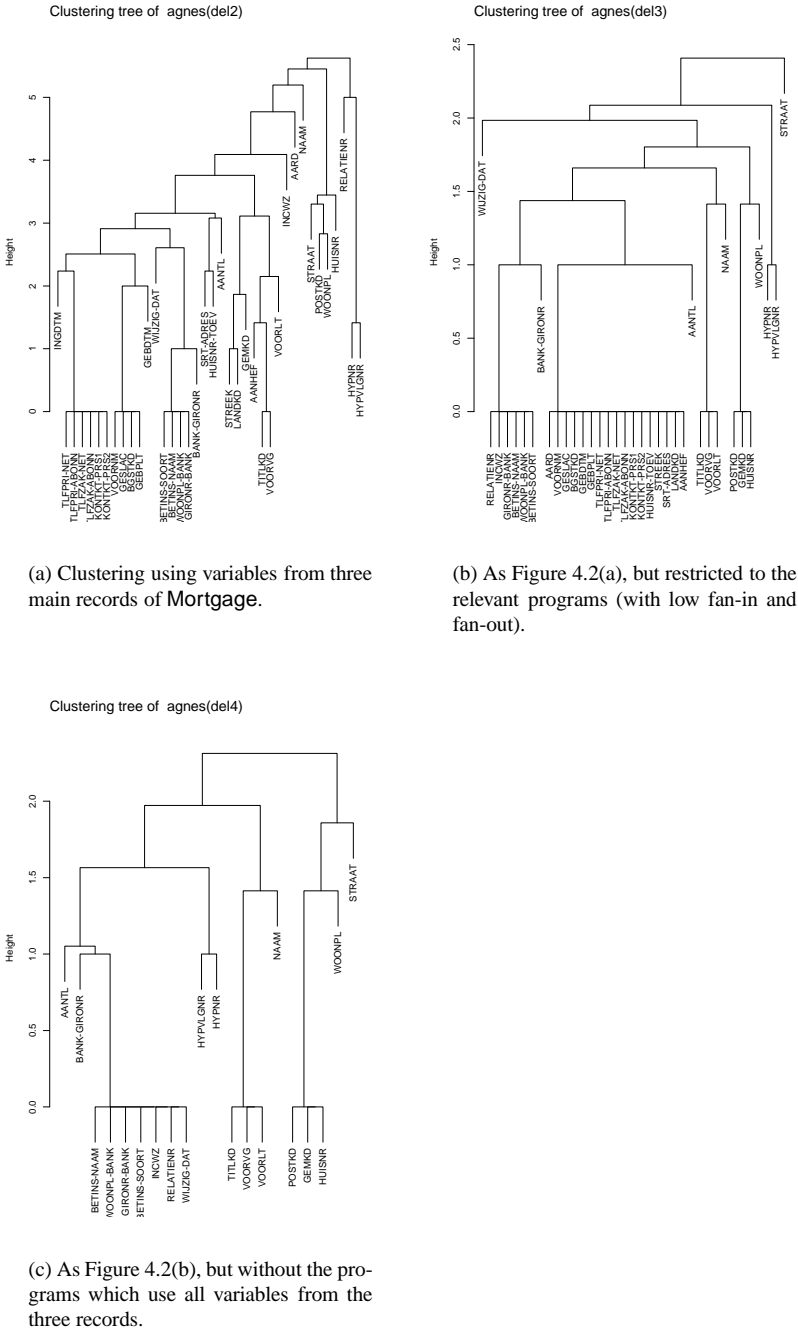 Clustering tree of agnes(del2)
Height
0
1
2
3
4
5
INGDTM
TLFPRI-NET
TLFPRI-ABONN
TLFZAK-NET
TLFZAK-ABONN
KONTKT-PRS1
KONTKT-PRS2
VOORNM
GESLAC
BGSTKD
GEBPLT
GEBDTM
WIJZIG-DAT
BETINS-SOORT
BETINS-NAAM
WOONPL-BANK
GIRONR-BANK
BANK-GIRONR
SRT-ADRES
HUISNR-TOEV
AANTL
STREEK
LANDKD
GEMKD
AANHEF
TITLKD
VOORVG
VOORLT
INCWZ
AARD
NAAM
STRAAT
POSTKD
WOONPL
HUISNR
RELATIENR
HYPNR
HYPVLGNR
(a) Clustering using variables from three
main records of Mortgage.
Clustering tree of agnes(del3)
Height
0.0
0.5
1.0
1.5
2.0
2.5
WIJZIG-DAT
RELATIENR
INCWZ
GIRONR-BANK
BETINS-NAAM
WOONPL-BANK
BETINS-SOORT
BANK-GIRONR
AARD
VOORNM
GESLAC
BGSTKD
GEBDTM
GEBPLT
TLFPRI-NET
TLFPRI-ABONN
TLFZAK-NET
TLFZAK-ABONN
KONTKT-PRS1
KONTKT-PRS2
HUISNR-TOEV
STREEK
SRT-ADRES
LANDKD
AANHEF
AANTL
TITLKD
VOORVG
VOORLT
NAAM
POSTKD
GEMKD
HUISNR
WOONPL
HYPNR
HYPVLGNR
STRAAT
(b) As Figure 4.2(a), but restricted to the
relevant programs (with low fan-in and
fan-out).
Clustering tree of agnes(del4)
Height
0.0
0.5
1.0
1.5
2.0
AANTL
BANK-GIRONR
BETINS-NAAM
WOONPL-BANK
GIRONR-BANK
BETINS-SOORT
INCWZ
RELATIENR
WIJZIG-DAT
HYPVLGNR
HYPNR
TITLKD
VOORVG
VOORLT
NAAM
POSTKD
GEMKD
HUISNR
WOONPL
STRAAT
(c) As Figure 4.2(b), but without the pro-
grams which use all variables from the
three records.